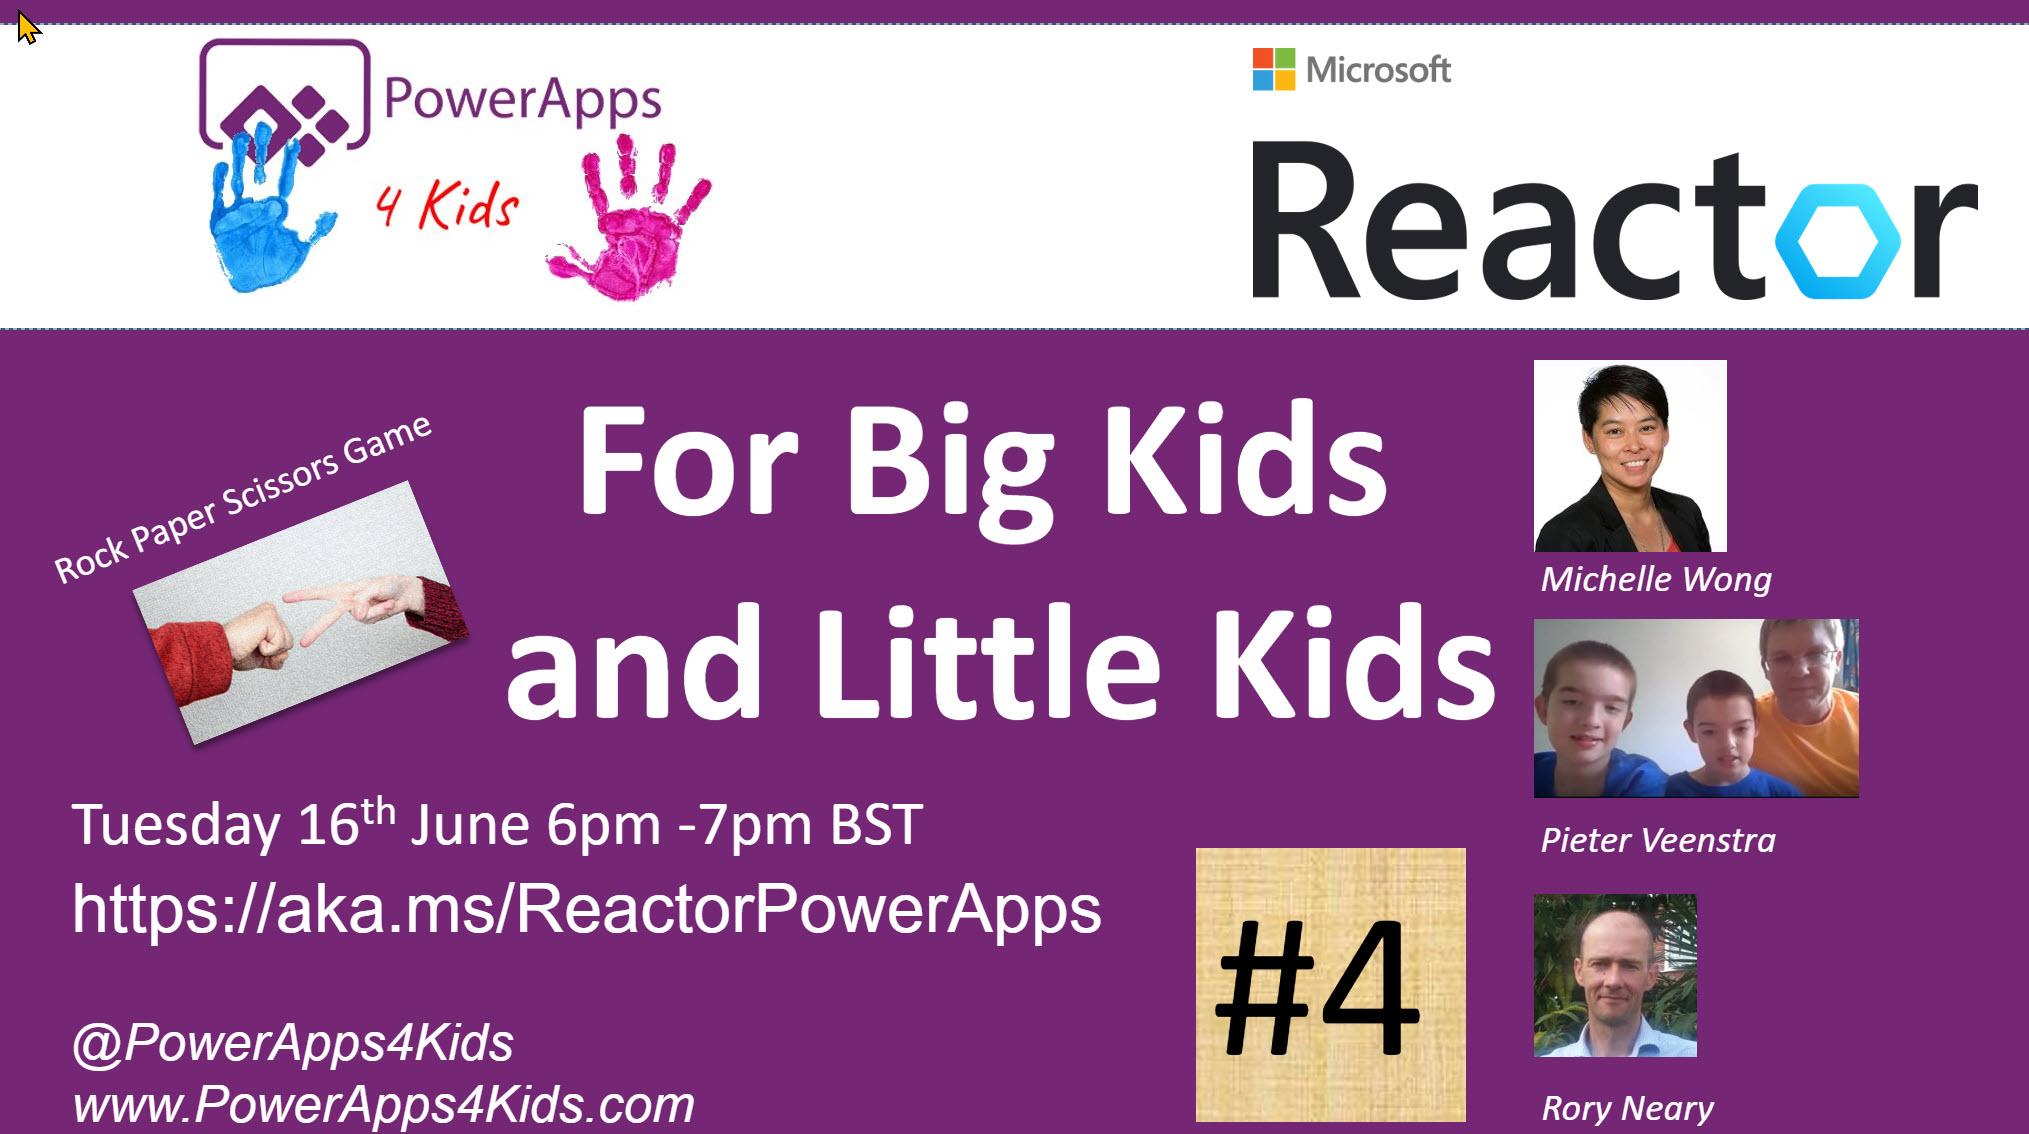 PowerApps
4 Kids
Microsoft
Reactor
Rock Paper Scissors Game
For Big Kids
and Little Kids
Michelle Wong
Pieter Veenstra
Tuesday 16th June 6pm -7pm BST
https://aka.ms/ReactorPowerApps
#4
@PowerApps4Kids
www.PowerApps4Kids.com
Rory Neary